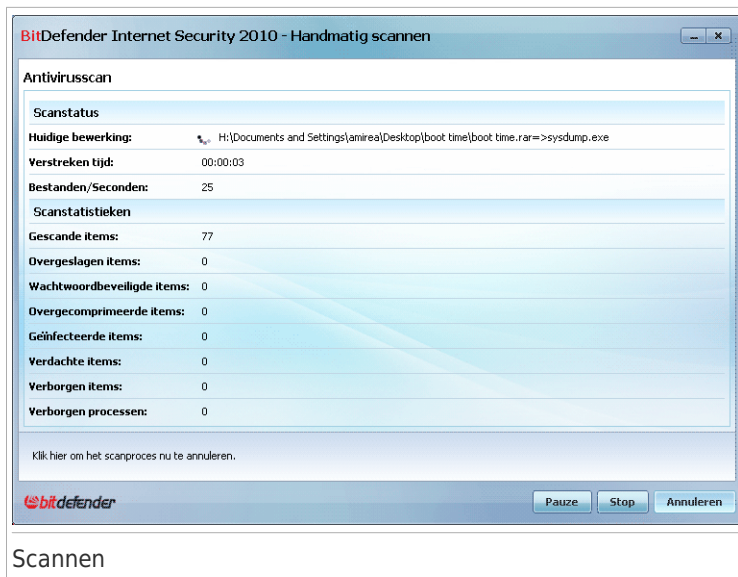 BitDefender Internet Security 2010 - Handmatig scannen
Antivirusscan
Scanstatus
Huidige bewerking: H:\Documents and Settings\amirea\Desktop\boot time\boot time.rar=>sysdump.exe
Verstreken tijd: 00:00:03
Bestanden/Seconden: 25
Scanstatistieken
Gescande items: 77
Overgeslagen items: 0
Wachtwoordbeveiligde items: 0
Overgecomprimeerde items: 0
Geïnfecteerde items: 0
Verdachte items: 0
Verborgen items: 0
Verborgen processen: 0
Klik hier om het scanproces nu te annuleren.
bitdefender Pauze Stop Annuleren
Scannen